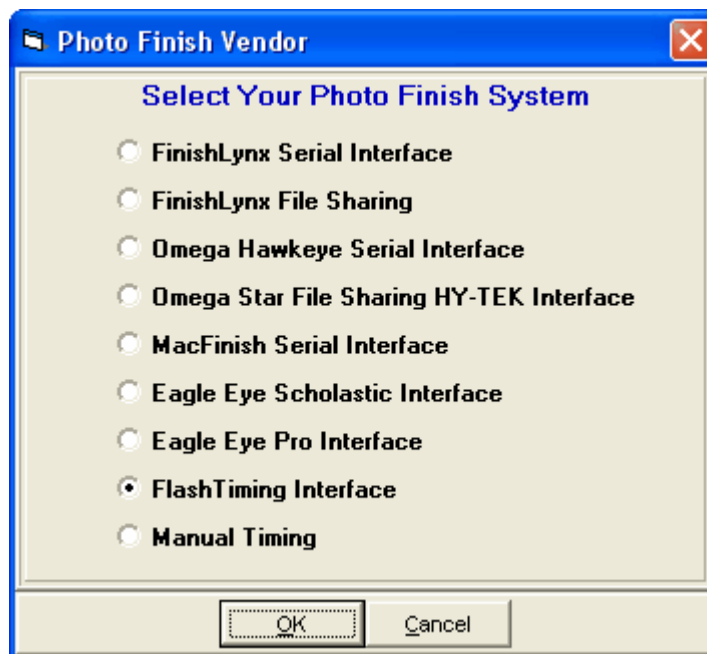 Photo Finish Vendor
Select Your Photo Finish System
FinishLynx Serial Interface
FinishLynx File Sharing
Omega Hawkeye Serial Interface
Omega Star File Sharing HY-TEK Interface
MacFinish Serial Interface
Eagle Eye Scholastic Interface
Eagle Eye Pro Interface
FlashTiming Interface
Manual Timing
OK Cancel